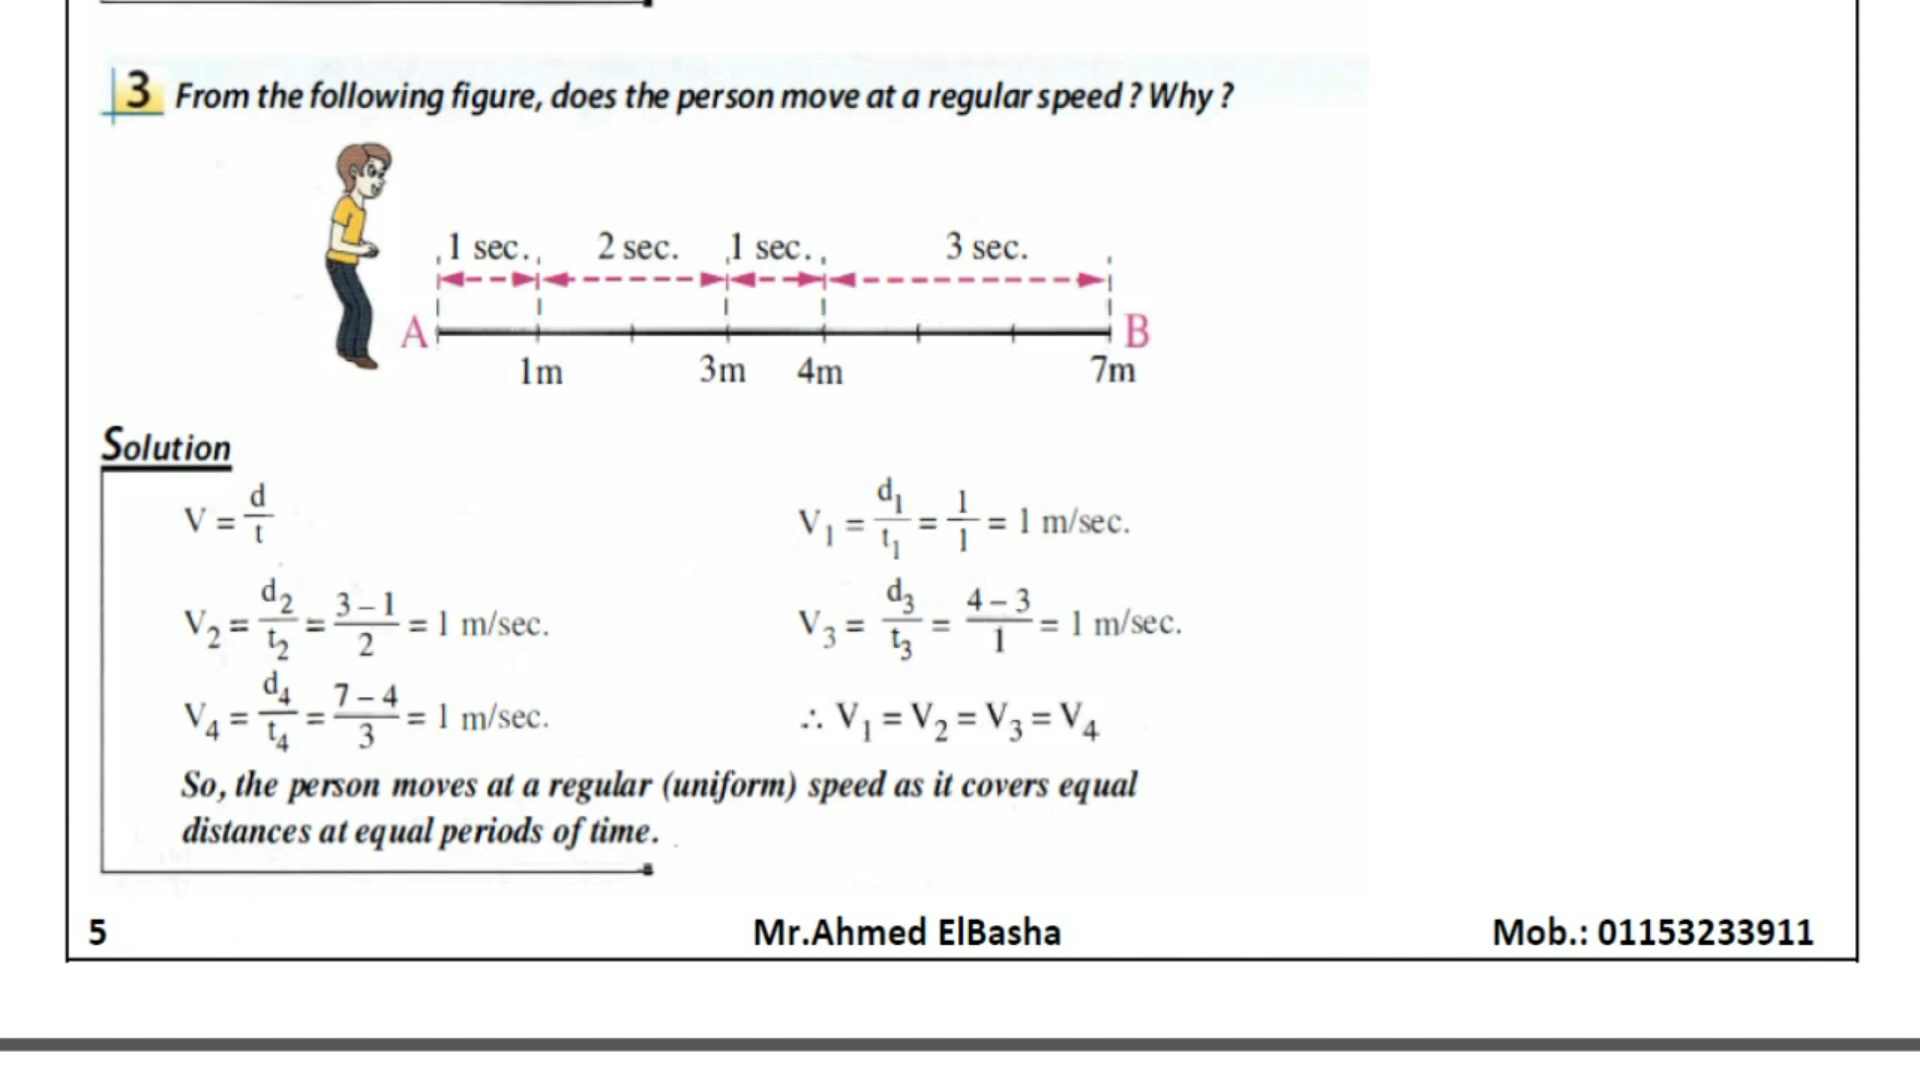 3 From the following figure, does the person move at a regular speed ? Why ?
1 sec. 2 sec. 1 sec. 3 sec.
A B
1m 3m 4m 7m
Solution
V = d/t
V₁ = d₁/t₁ = 1/1 = 1 m/sec.
V₂ = d₂/t₂ = 3 – 1/2 = 1 m/sec.
V₃ = d₃/t₃ = 4 – 3/1 = 1 m/sec.
V₄ = d₄/t₄ = 7 – 4/3 = 1 m/sec.
∴ V₁ = V₂ = V₃ = V₄
So, the person moves at a regular (uniform) speed as it covers equal
distances at equal periods of time.
5 Mr.Ahmed ElBasha Mob.: 01153233911